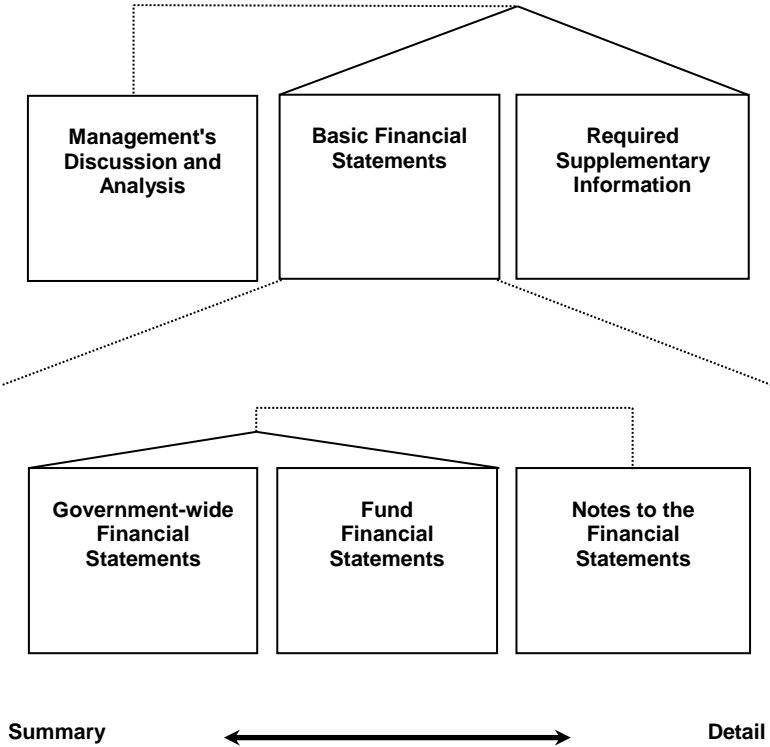 Management's
Discussion and
Analysis
Basic Financial
Statements
Required
Supplementary
Information
Government-wide
Financial
Statements
Fund
Financial
Statements
Notes to the
Financial
Statements
Summary
Detail